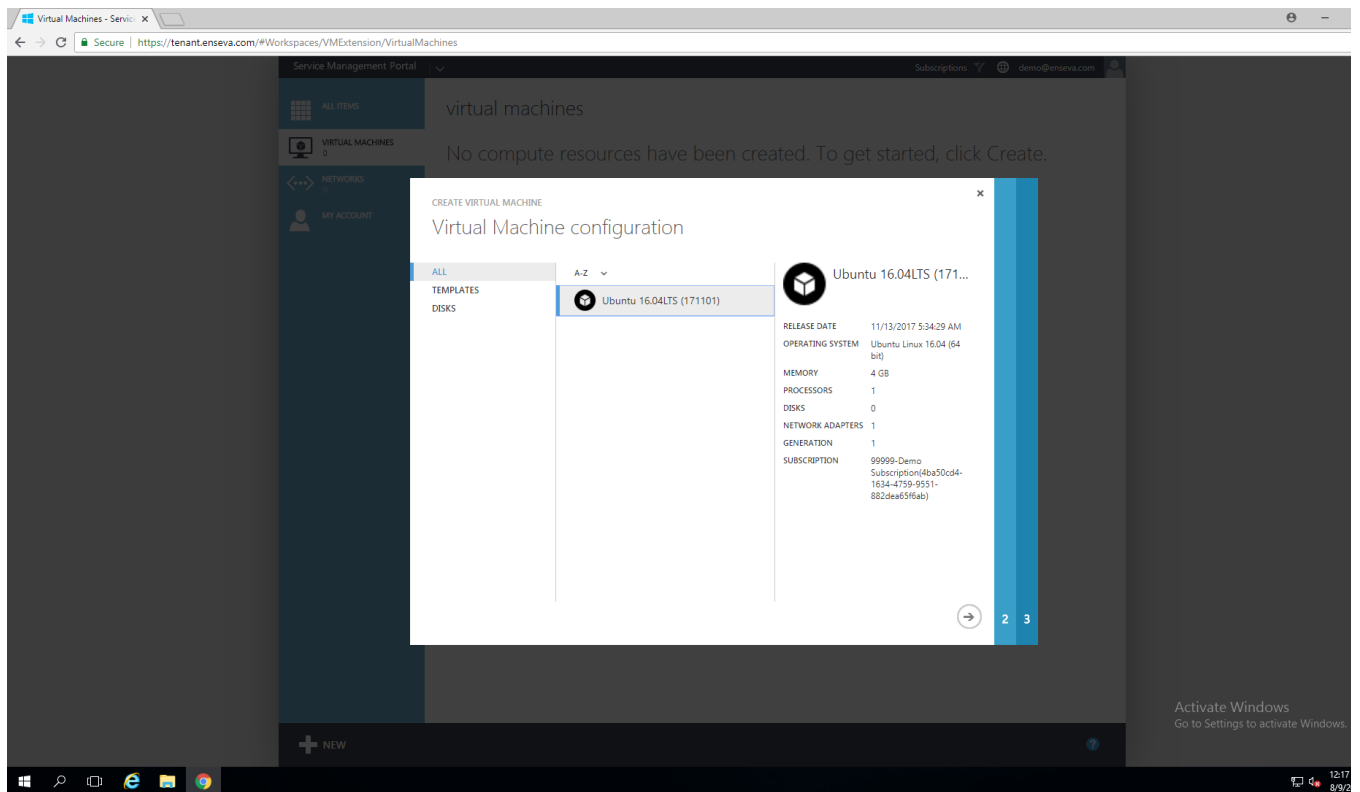 Virtual Machines - Servic
Secure | https://tenant.enseva.com/#Workspaces/VMExtension/VirtualMachines
Service Management Portal
Subscriptions
demo@enseva.com
ALL ITEMS
virtual machines
VIRTUAL MACHINES
0
No compute resources have been created. To get started, click Create.
NETWORKS
MY ACCOUNT
CREATE VIRTUAL MACHINE
Virtual Machine configuration
ALL
TEMPLATES
DISKS
A-Z
Ubuntu 16.04LTS (171101)
Ubuntu 16.04LTS (171...
RELEASE DATE 11/13/2017 5:34:29 AM
OPERATING SYSTEM Ubuntu Linux 16.04 (64
bit)
MEMORY 4 GB
PROCESSORS 1
DISKS 0
NETWORK ADAPTERS 1
GENERATION 1
SUBSCRIPTION 99999-Demo
Subscription(4ba50cd4-
1634-4759-9551-
882dea65f6ab)
2 3
Activate Windows
Go to Settings to activate Windows.
NEW
?
12:17
8/9/2